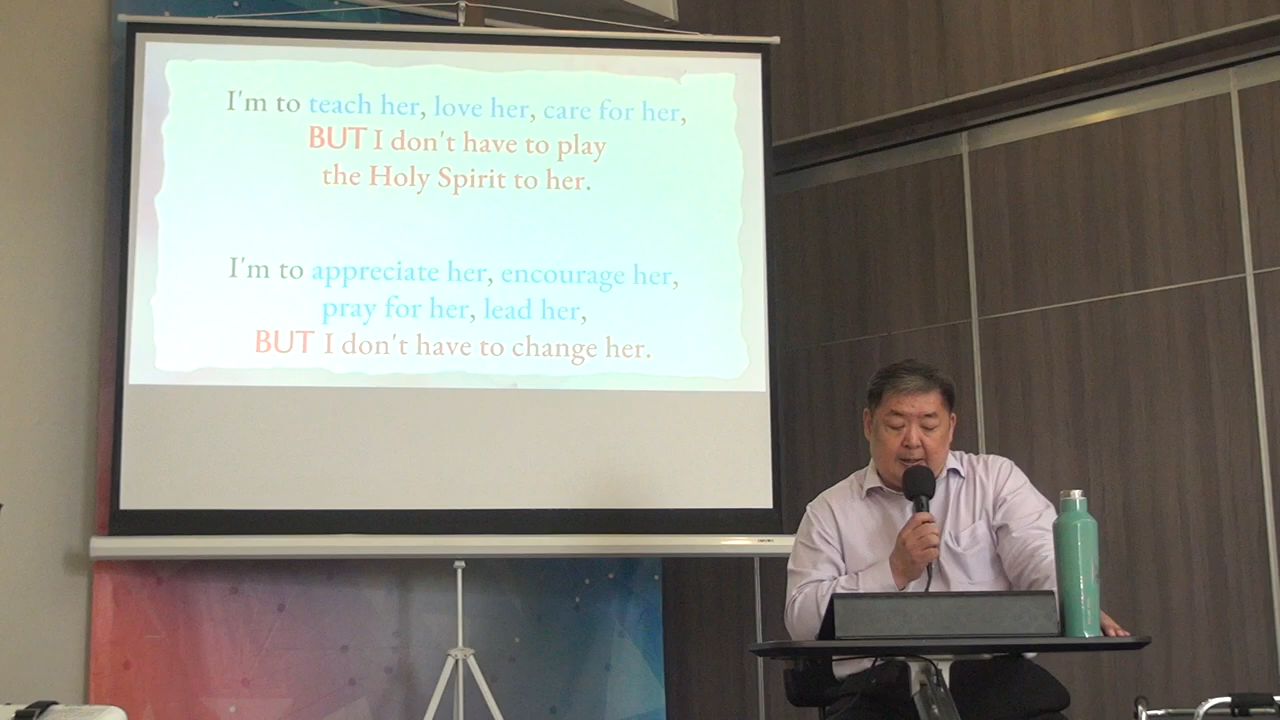 I'm to teach her, love her, care for her,
BUT I don't have to play
the Holy Spirit to her.
I'm to appreciate her, encourage her,
pray for her, lead her,
BUT I don't have to change her.